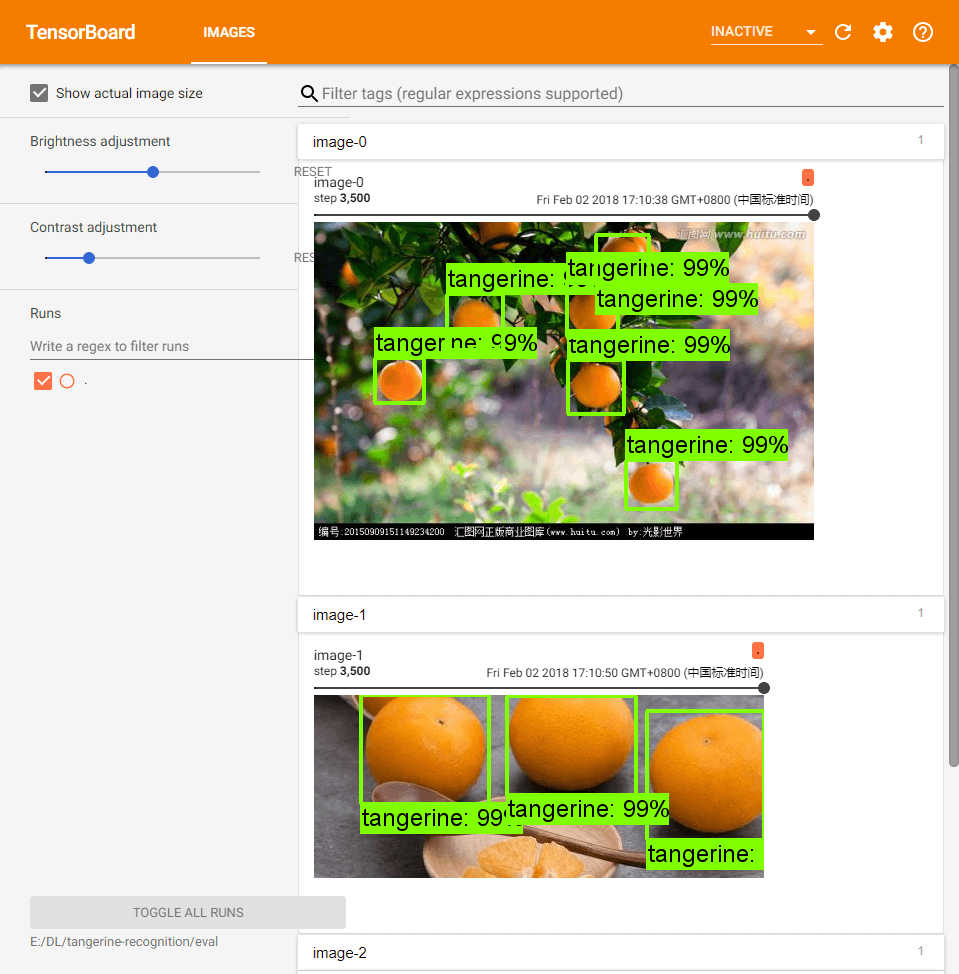 TensorBoard
IMAGES
INACTIVE
Show actual image size
Filter tags (regular expressions supported)
Brightness adjustment
RESET
Contrast adjustment
RES
Runs
Write a regex to filter runs
.
image-0
1
image-0
.
step 3,500
Fri Feb 02 2018 17:10:38 GMT+0800 (中国标准时间)
汇图网 www.huitu.com
tangerine: 99%
tangerine:
tangerine: 99%
tangerine: 99%
tangerine: 99%
tangerine: 99%
编号:20150909151149234200 汇图网正版商业图库(www.huitu.com) by:光影世界
image-1
1
image-1
.
step 3,500
Fri Feb 02 2018 17:10:50 GMT+0800 (中国标准时间)
tangerine: 99%
tangerine: 99
tangerine:
TOGGLE ALL RUNS
E:/DL/tangerine-recognition/eval
image-2
1